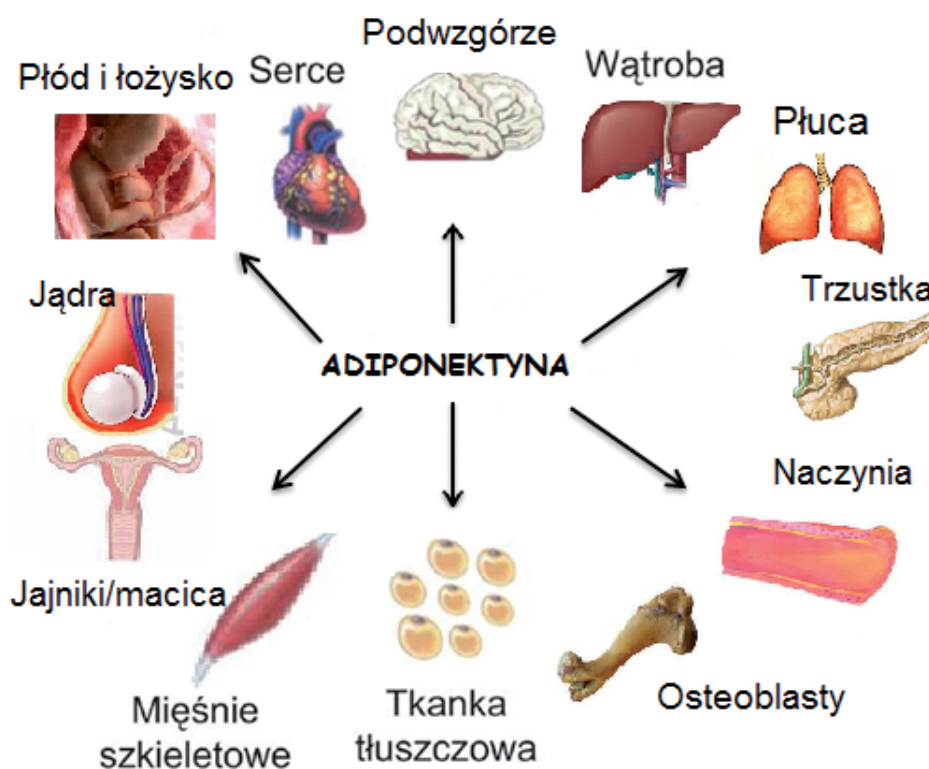 Podwzgórze
Płód i łożysko
Serce
Wątroba
Płuca
Jądra
Trzustka
ADIPONEKTYNA
Naczynia
Jajniki/macica
Osteoblasty
Mięśnie
szkieletowe
Tkanka
tłuszczowa